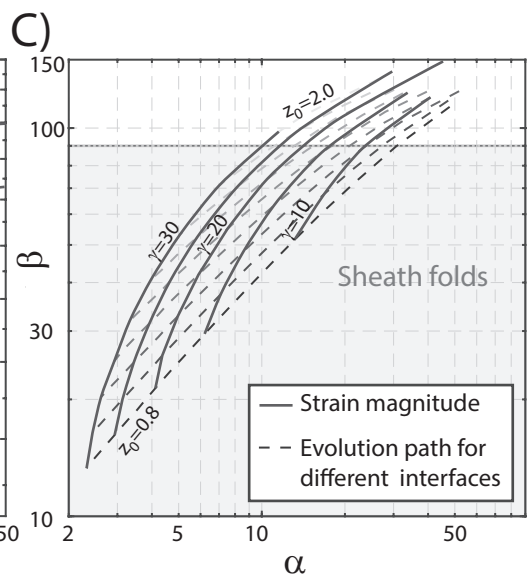 C)
150
100
30
10
β
z₀=2.0
γ=30
γ=20
γ=10
z₀=0.8
Sheath folds
Strain magnitude
Evolution path for
different interfaces
50
2
5
10
50
α